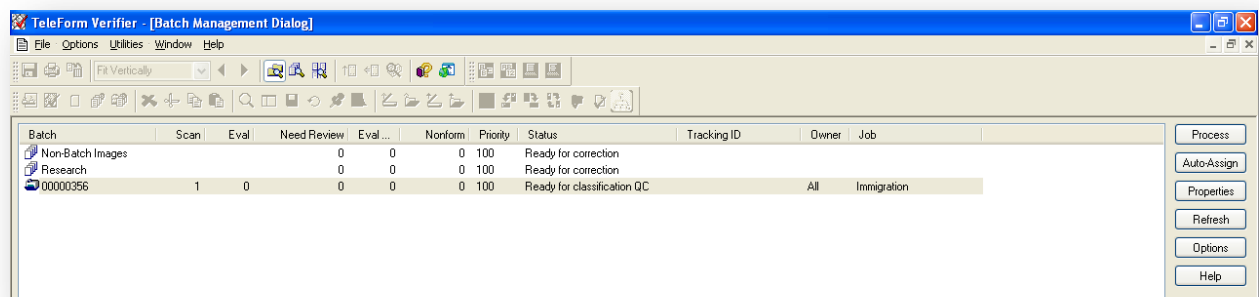 TeleForm Verifier - [Batch Management Dialog]
File Options Utilities Window Help
Fit Vertically
Batch Scan Eval Need Review Eval ... Nonform Priority Status Tracking ID Owner Job
Non-Batch Images 0 0 0 100 Ready for correction
Research 0 0 0 100 Ready for correction
00000356 1 0 0 0 0 100 Ready for classification QC All Immigration
Process
Auto-Assign
Properties
Refresh
Options
Help